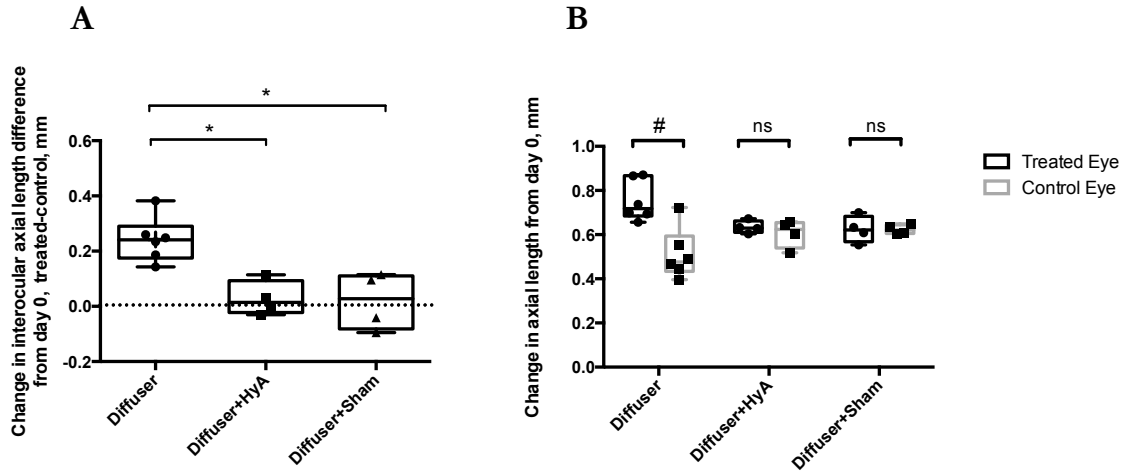 A
Change in interocular axial length difference
from day 0, treated-control, mm
*
*
0.6
0.4
0.2
0.0
-0.2
Diffuser
Diffuser+HyA
Diffuser+Sham
B
Change in axial length from day 0, mm
#
ns
ns
1.0
0.8
0.6
0.4
0.2
0.0
Diffuser
Diffuser+HyA
Diffuser+Sham
Treated Eye
Control Eye